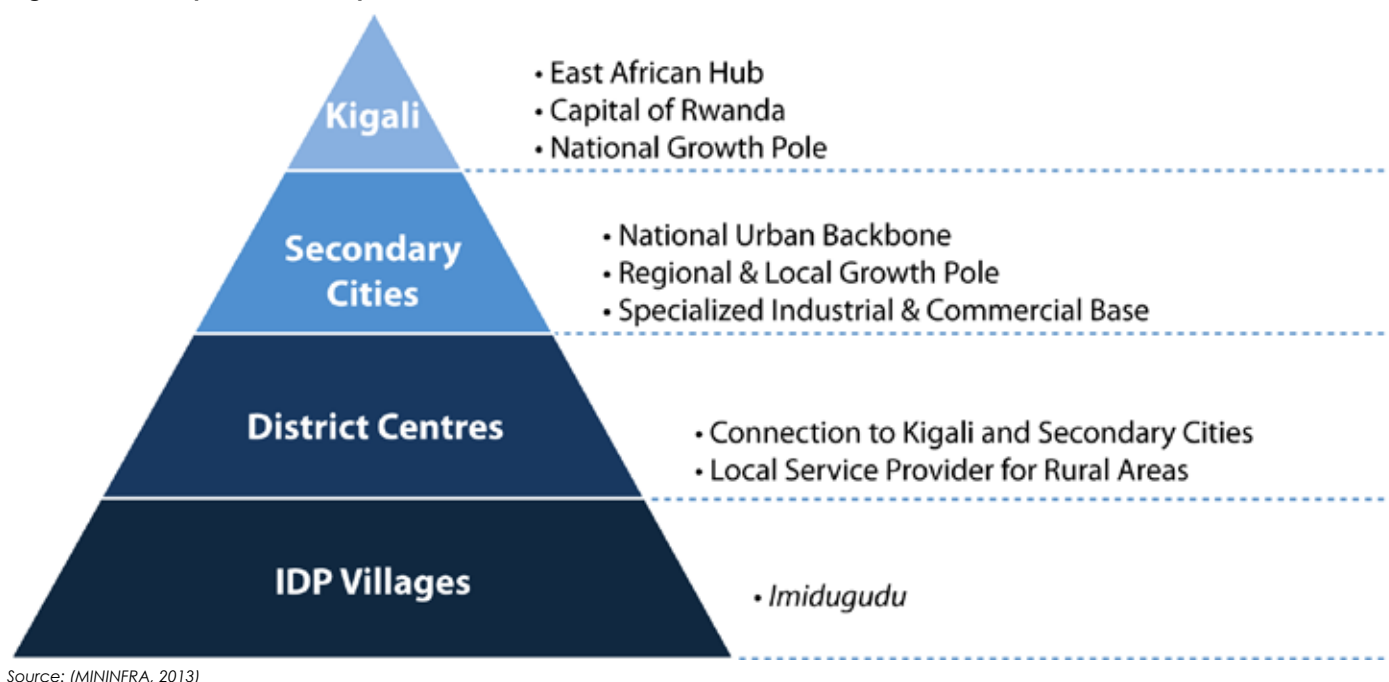 Kigali
• East African Hub
• Capital of Rwanda
• National Growth Pole
Secondary
Cities
• National Urban Backbone
• Regional & Local Growth Pole
• Specialized Industrial & Commercial Base
District Centres
• Connection to Kigali and Secondary Cities
• Local Service Provider for Rural Areas
IDP Villages
• Imidugudu
Source: (MININFRA, 2013)